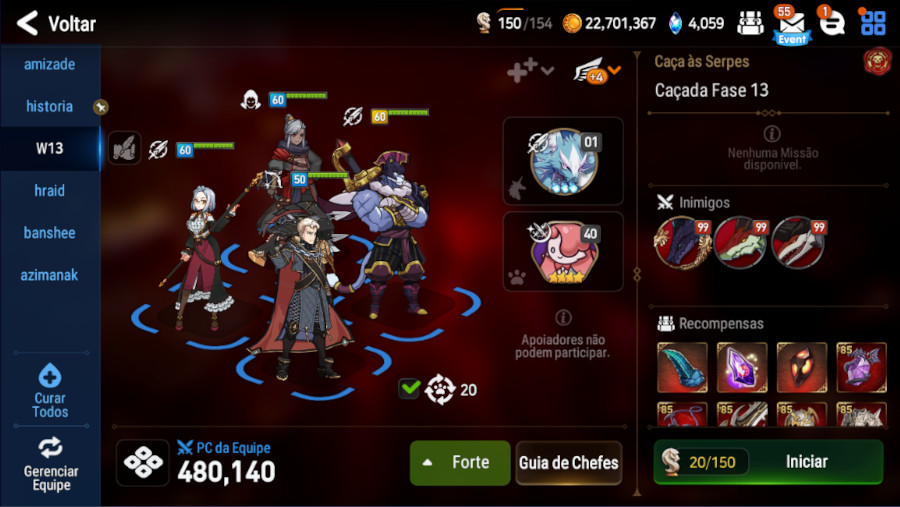 Voltar
150/154
22,701,367
4,059
55
Event
1
amizade
historia
W13
hraid
banshee
azimanak
Curar
Todos
Gerenciar
Equipe
60
60
60
50
+4
01
40
Apoiadores não
podem participar.
20
PC da Equipe
480,140
Forte
Guia de Chefes
Caça às Serpes
Caçada Fase 13
Nenhuma Missão
disponível.
Inimigos
99
99
99
Recompensas
85
85
85
85
85
20/150
Iniciar